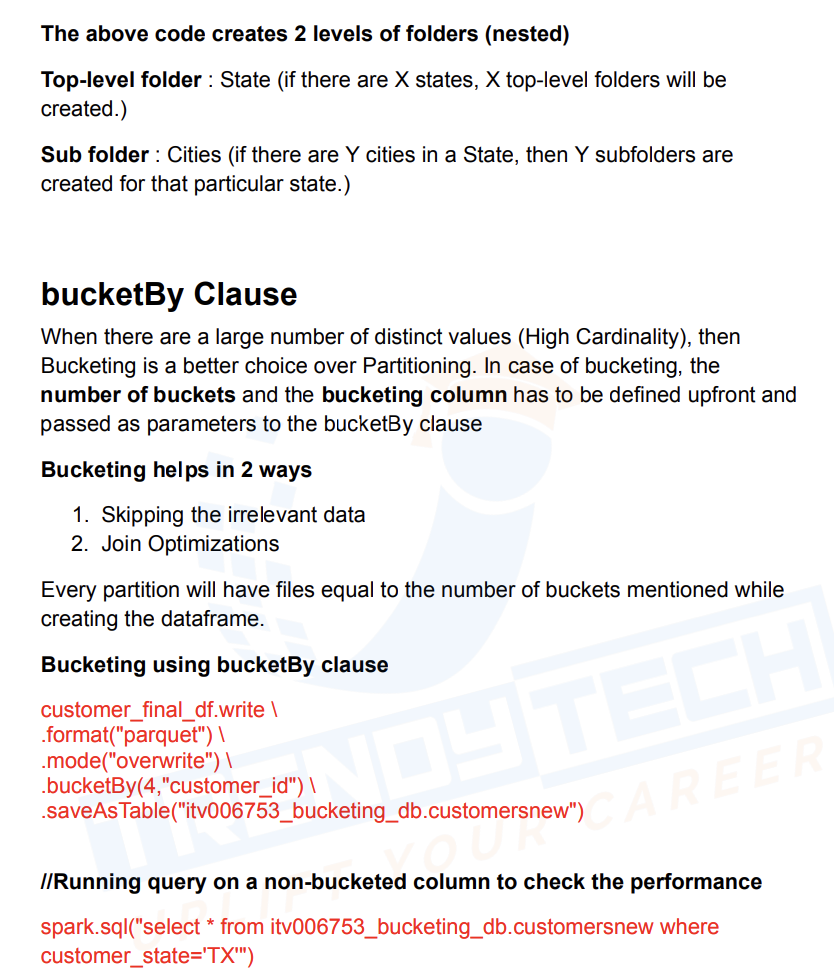 The above code creates 2 levels of folders (nested)
Top-level folder : State (if there are X states, X top-level folders will be
created.)
Sub folder : Cities (if there are Y cities in a State, then Y subfolders are
created for that particular state.)
bucketBy Clause
When there are a large number of distinct values (High Cardinality), then
Bucketing is a better choice over Partitioning. In case of bucketing, the
number of buckets and the bucketing column has to be defined upfront and
passed as parameters to the bucketBy clause
Bucketing helps in 2 ways
1. Skipping the irrelevant data
2. Join Optimizations
Every partition will have files equal to the number of buckets mentioned while
creating the dataframe.
Bucketing using bucketBy clause
customer_final_df.write \
.format("parquet") \
.mode("overwrite") \
.bucketBy(4,"customer_id") \
.saveAsTable("itv006753_bucketing_db.customersnew")
//Running query on a non-bucketed column to check the performance
spark.sql("select * from itv006753_bucketing_db.customersnew where
customer_state='TX'")
TRENDYTECH
UPLIFT YOUR CAREER